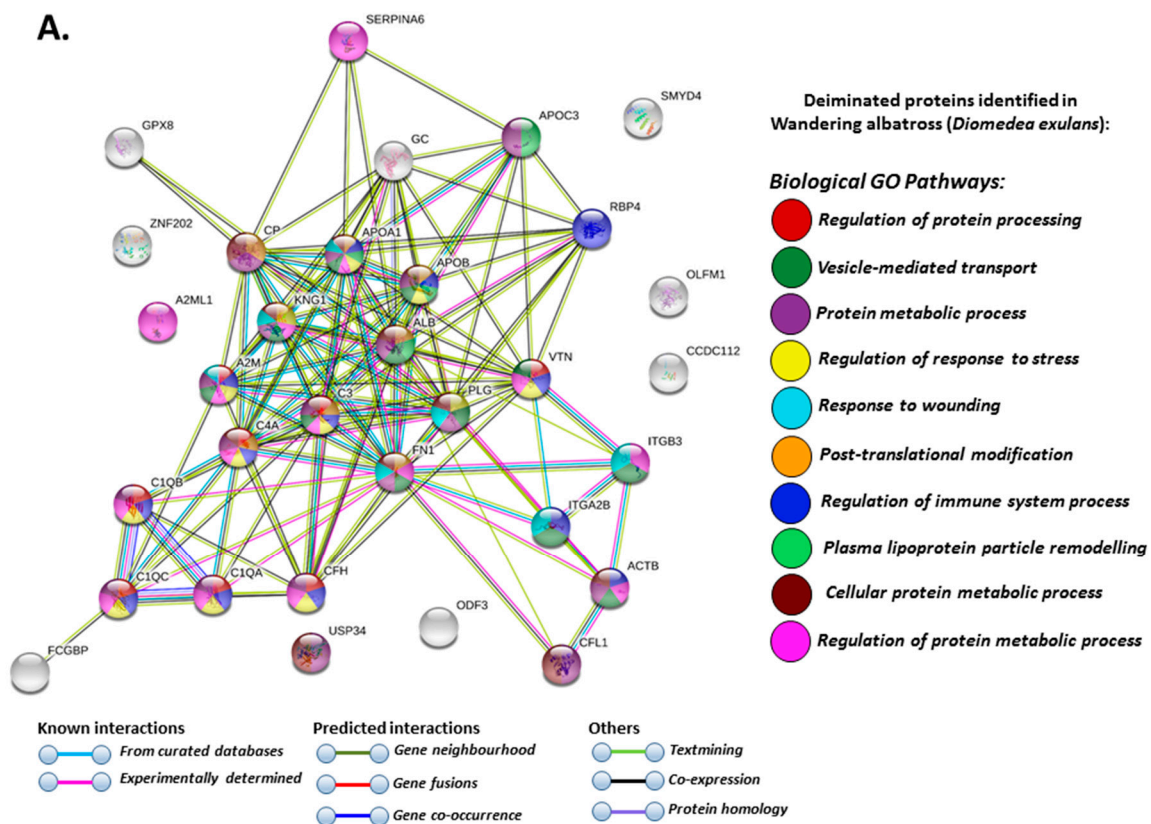 A.
SERPINA6
SMYD4
APOC3
GPX8
GC
RBP4
ZNF202
CP
APOA1
APOB
OLFM1
A2ML1
KNG1
ALB
CCDC112
A2M
VTN
C3
PLG
C4A
ITGB3
FN1
C1QB
ITGA2B
C1QC
C1QA
CFH
ACTB
ODF3
USP34
FCGBP
CFL1
Deiminated proteins identified in
Wandering albatross (Diomedea exulans):
Biological GO Pathways:
Regulation of protein processing
Vesicle-mediated transport
Protein metabolic process
Regulation of response to stress
Response to wounding
Post-translational modification
Regulation of immune system process
Plasma lipoprotein particle remodelling
Cellular protein metabolic process
Regulation of protein metabolic process
Known interactions
From curated databases
Experimentally determined
Predicted interactions
Gene neighbourhood
Gene fusions
Gene co-occurrence
Others
Textmining
Co-expression
Protein homology